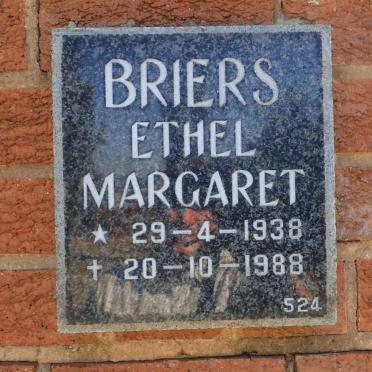 BRIERS
ETHEL
MARGARET
★ 29-4-1938
✝ 20-10-1988
524